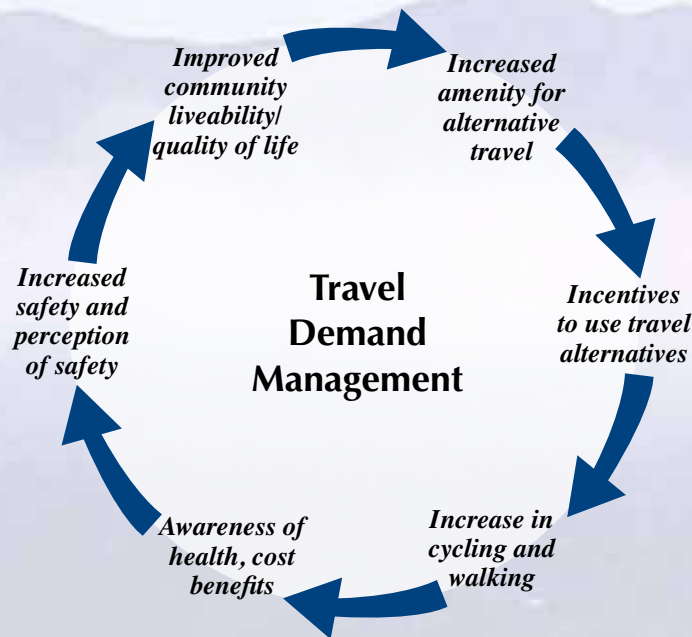 Improved
community
liveability/
quality of life
Increased
amenity for
alternative
travel
Incentives
to use travel
alternatives
Increase in
cycling and
walking
Awareness of
health, cost
benefits
Increased
safety and
perception
of safety
Travel
Demand
Management